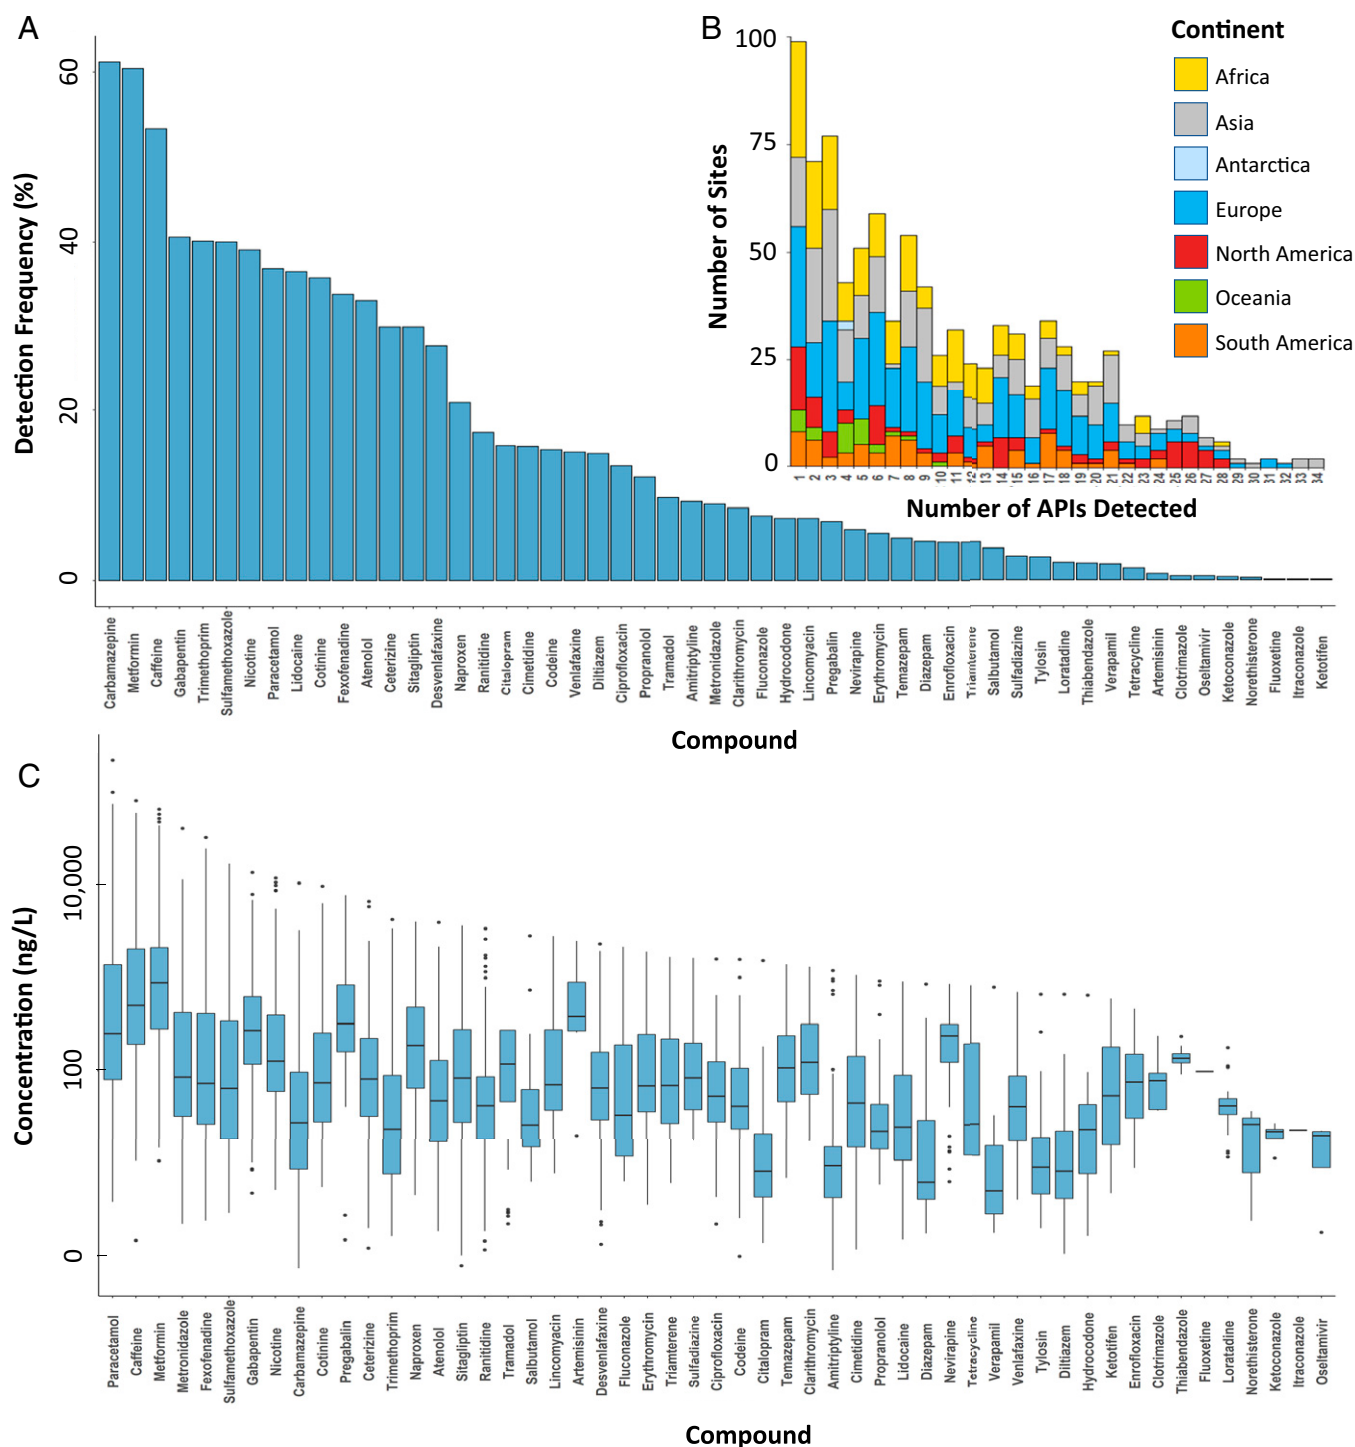 A
Detection Frequency (%)
60
40
20
0
Carbamazepine
Metformin
Caffeine
Gabapentin
Trimethoprim
Sulfamethoxazole
Nicotine
Paracetamol
Lidocaine
Cotinine
Fexofenadine
Atenolol
Ceterizine
Sitagliptin
Desvenlafaxine
Naproxen
Ranitidine
Citalopram
Cimetidine
Codeine
Venlafaxine
Diltiazem
Ciprofloxacin
Propranolol
Tramadol
Amitriptyline
Metronidazole
Clarithromycin
Fluconazole
Hydrocodone
Lincomyacin
Pregabalin
Nevirapine
Erythromycin
Temazepam
Diazepam
Enrofloxacin
Triamterene
Salbutamol
Sulfadiazine
Tylosin
Loratadine
Thiabendazole
Verapamil
Tetracycline
Artemisinin
Clotrimazole
Oseltamivir
Ketoconazole
Norethisterone
Fluoxetine
Itraconazole
Ketotifen
Compound
B
Number of Sites
100
75
50
25
0
1
2
3
4
5
6
7
8
9
10
11
12
13
14
15
16
17
18
19
20
21
22
23
24
25
26
27
28
29
30
31
32
33
34
Number of APIs Detected
Continent
Africa
Asia
Antarctica
Europe
North America
Oceania
South America
C
Concentration (ng/L)
10,000
100
0
Paracetamol
Caffeine
Metformin
Metronidazole
Fexofenadine
Sulfamethoxazole
Gabapentin
Nicotine
Carbamazepine
Cotinine
Pregabalin
Ceterizine
Trimethoprim
Naproxen
Atenolol
Sitagliptin
Ranitidine
Tramadol
Salbutamol
Lincomyacin
Artemisinin
Desvenlafaxine
Fluconazole
Erythromycin
Triamterene
Sulfadiazine
Ciprofloxacin
Codeine
Citalopram
Temazepam
Clarithromycin
Amitriptyline
Cimetidine
Propranolol
Lidocaine
Diazepam
Nevirapine
Tetracycline
Verapamil
Venlafaxine
Tylosin
Diltiazem
Hydrocodone
Ketotifen
Enrofloxacin
Clotrimazole
Thiabendazole
Fluoxetine
Loratadine
Norethisterone
Ketoconazole
Itraconazole
Oseltamivir
Compound